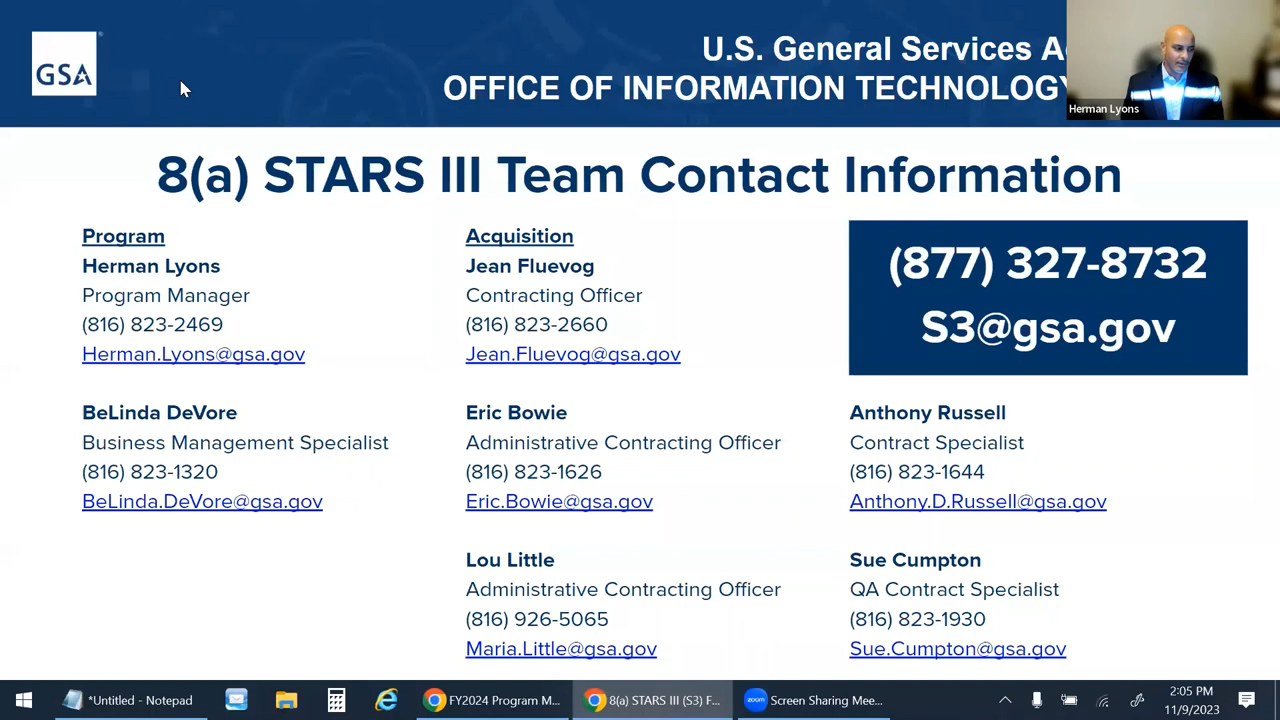 GSA
U.S. General Services A
OFFICE OF INFORMATION TECHNOLOGY
Herman Lyons
8(a) STARS III Team Contact Information
Program
Herman Lyons
Program Manager
(816) 823-2469
Herman.Lyons@gsa.gov
BeLinda DeVore
Business Management Specialist
(816) 823-1320
BeLinda.DeVore@gsa.gov
Acquisition
Jean Fluevog
Contracting Officer
(816) 823-2660
Jean.Fluevog@gsa.gov
Eric Bowie
Administrative Contracting Officer
(816) 823-1626
Eric.Bowie@gsa.gov
Lou Little
Administrative Contracting Officer
(816) 926-5065
Maria.Little@gsa.gov
(877) 327-8732
S3@gsa.gov
Anthony Russell
Contract Specialist
(816) 823-1644
Anthony.D.Russell@gsa.gov
Sue Cumpton
QA Contract Specialist
(816) 823-1930
Sue.Cumpton@gsa.gov
*Untitled - Notepad
FY2024 Program M...
8(a) STARS III (S3) F...
zoom
Screen Sharing Mee...
2:05 PM
11/9/2023